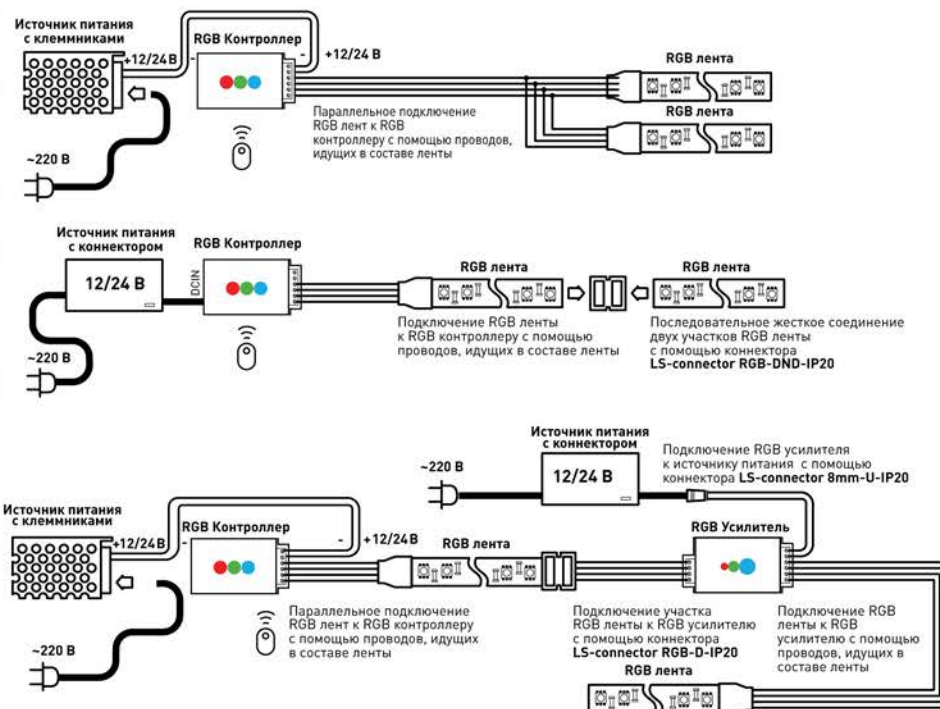 Источник питания
с клеммниками
+12/24 В
-
RGB Контроллер
-
+12/24 В
RGB лента
RGB лента
Параллельное подключение
RGB лент к RGB
контроллеру с помощью проводов,
идущих в составе ленты
~220 В
Источник питания
с коннектором
12/24 В
RGB Контроллер
DCIN
RGB лента
RGB лента
~220 В
Подключение RGB ленты
к RGB контроллеру с помощью
проводов, идущих в составе ленты
Последовательное жесткое соединение
двух участков RGB ленты
с помощью коннектора
LS-connector RGB-DND-IP20
Источник питания
с коннектором
~220 В
12/24 В
Подключение RGB усилителя
к источнику питания с помощью
коннектора LS-connector 8mm-U-IP20
Источник питания
с клеммниками
+12/24В
-
RGB Контроллер
-
+12/24В
RGB лента
RGB Усилитель
Параллельное подключение
RGB лент к RGB контроллеру
с помощью проводов, идущих
в составе ленты
~220 В
Подключение участка
RGB ленты к RGB усилителю
с помощью коннектора
LS-connector RGB-D-IP20
Подключение RGB
ленты к RGB
усилителю с помощью
проводов, идущих в
составе ленты
RGB лента